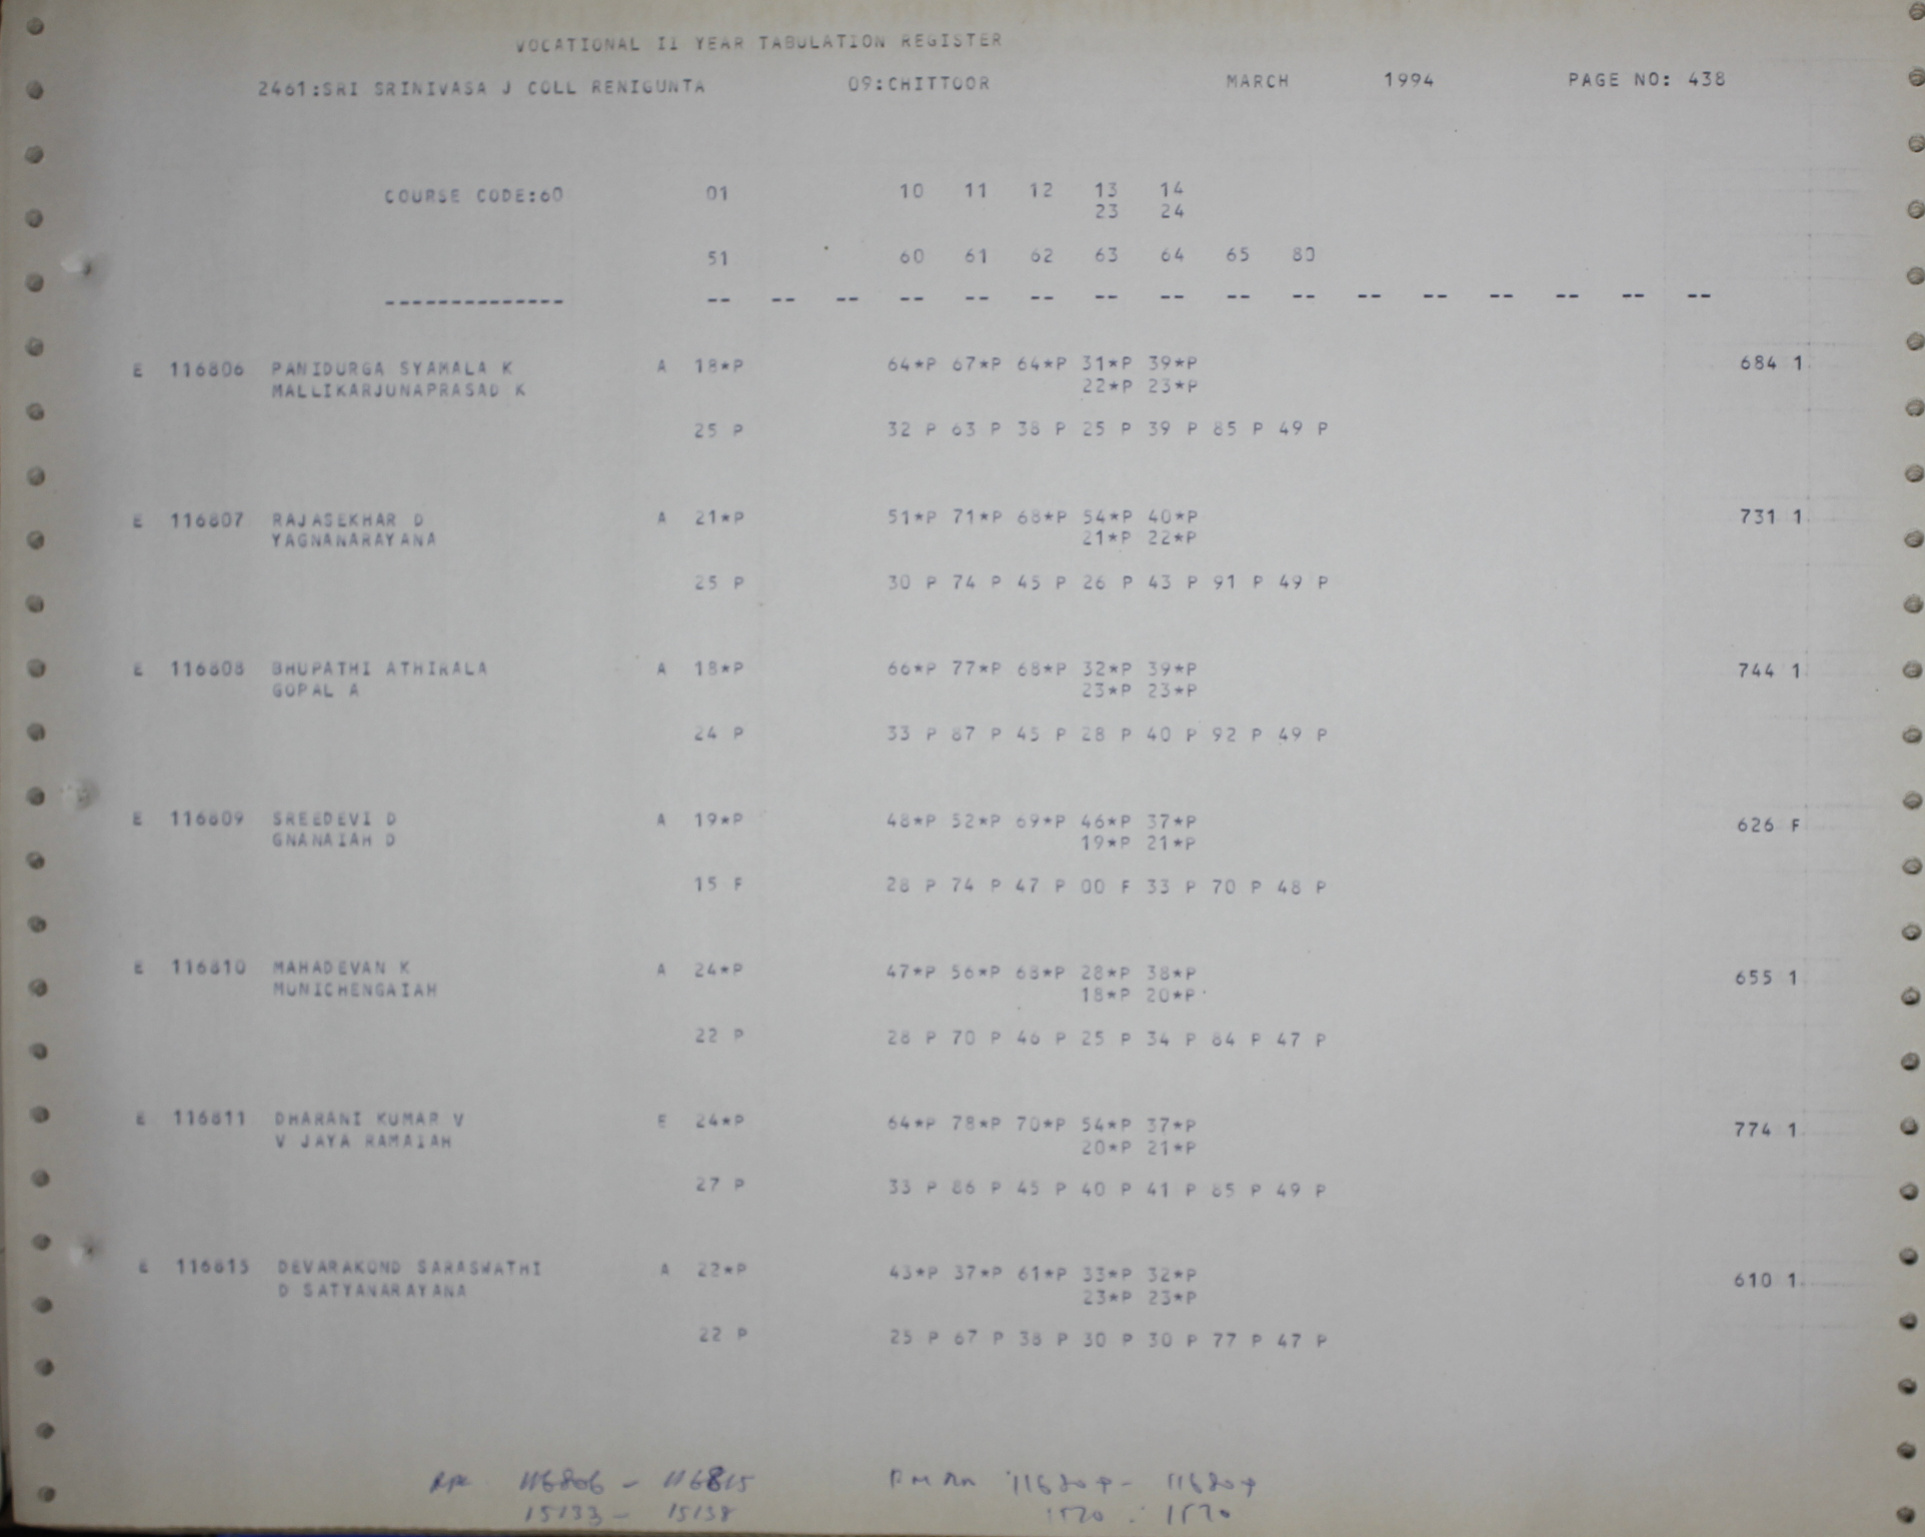 VOCATIONAL II YEAR TABULATION REGISTER
2461:SRI SRINIVASA J COLL RENIGUNTA 09:CHITTOOR MARCH 1994 PAGE NO: 438
COURSE CODE:60 01 10 11 12 13 14
23 24
51 60 61 62 63 64 65 80
-------------- -- -- -- -- -- -- -- -- -- -- -- -- -- -- -- --
E 116806 PANIDURGA SYAMALA K A 18*P 64*P 67*P 64*P 31*P 39*P 684 1
MALLIKARJUNAPRASAD K 22*P 23*P
25 P 32 P 63 P 38 P 25 P 39 P 85 P 49 P
E 116807 RAJASEKHAR D A 21*P 51*P 71*P 68*P 54*P 40*P 731 1
YAGNANARAYANA 21*P 22*P
25 P 30 P 74 P 45 P 26 P 43 P 91 P 49 P
E 116808 BHUPATHI ATHIRALA A 18*P 66*P 77*P 68*P 32*P 39*P 744 1
GOPAL A 23*P 23*P
24 P 33 P 87 P 45 P 28 P 40 P 92 P 49 P
E 116809 SREEDEVI D A 19*P 48*P 52*P 69*P 46*P 37*P 626 F
GNANAIAH D 19*P 21*P
15 F 28 P 74 P 47 P 00 F 33 P 70 P 48 P
E 116810 MAHADEVAN K A 24*P 47*P 56*P 68*P 28*P 38*P 655 1
MUNICHENGAIAH 18*P 20*P
22 P 28 P 70 P 46 P 25 P 34 P 84 P 47 P
E 116811 DHARANI KUMAR V E 24*P 64*P 78*P 70*P 54*P 37*P 774 1
V JAYA RAMAIAH 20*P 21*P
27 P 33 P 86 P 45 P 40 P 41 P 85 P 49 P
E 116815 DEVARAKOND SARASWATHI A 22*P 43*P 37*P 61*P 33*P 32*P 610 1
D SATYANARAYANA 23*P 23*P
22 P 25 P 67 P 38 P 30 P 30 P 77 P 47 P
116806 - 116815
15133 - 15138